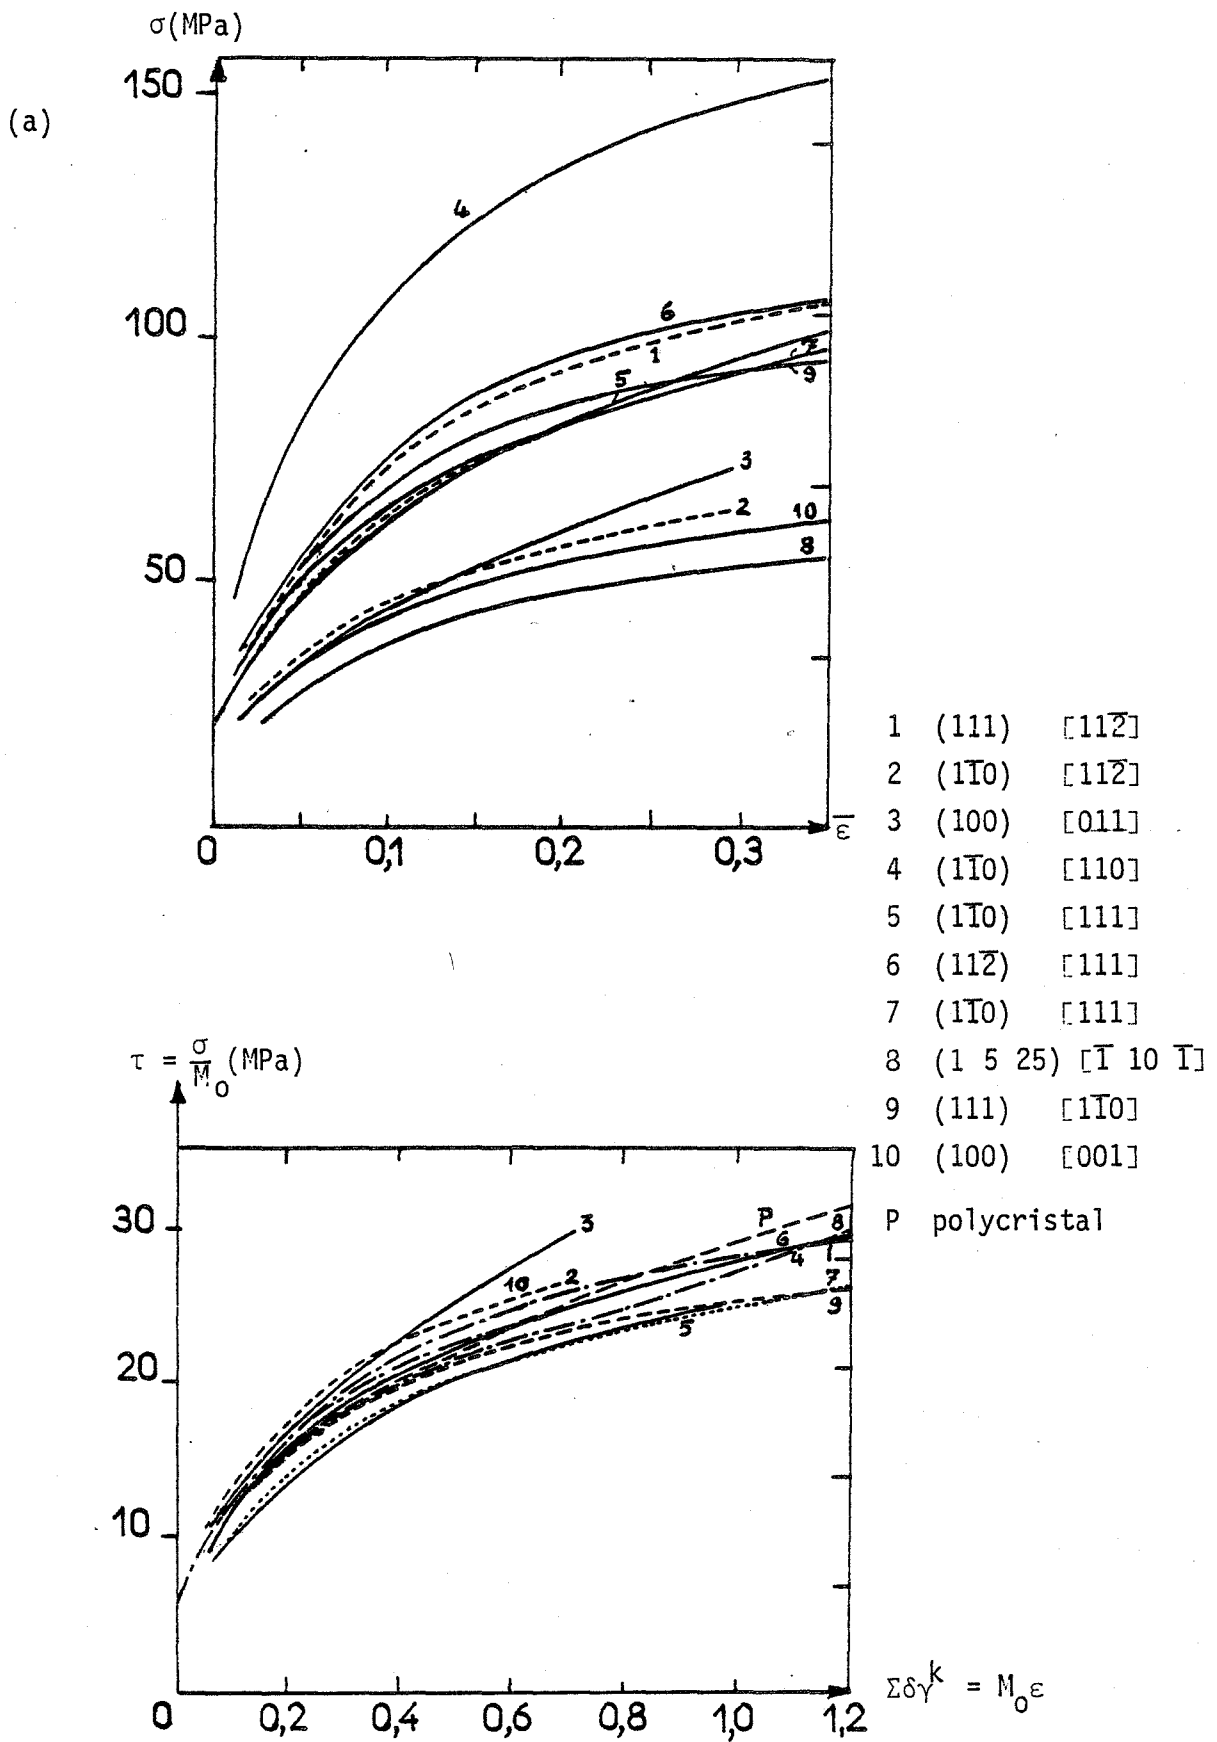 σ(MPa)
(a)
150
100
50
4
6
1
5
7
9
3
2
10
8
0 0,1 0,2 0,3 ε̅
1 (111) [112̅]
2 (11̅0) [112̅]
3 (100) [011]
4 (11̅0) [110]
5 (11̅0) [111]
6 (112̅) [111]
7 (11̅0) [111]
8 (1 5 25) [1̅ 10 1̅]
9 (111) [11̅0]
10 (100) [001]
P polycristal
τ = σ/M₀ (MPa)
30
20
10
3
P
8
6
4
1
10
2
7
9
5
0 0,2 0,4 0,6 0,8 1,0 1,2
Σδγᵏ = M₀ε